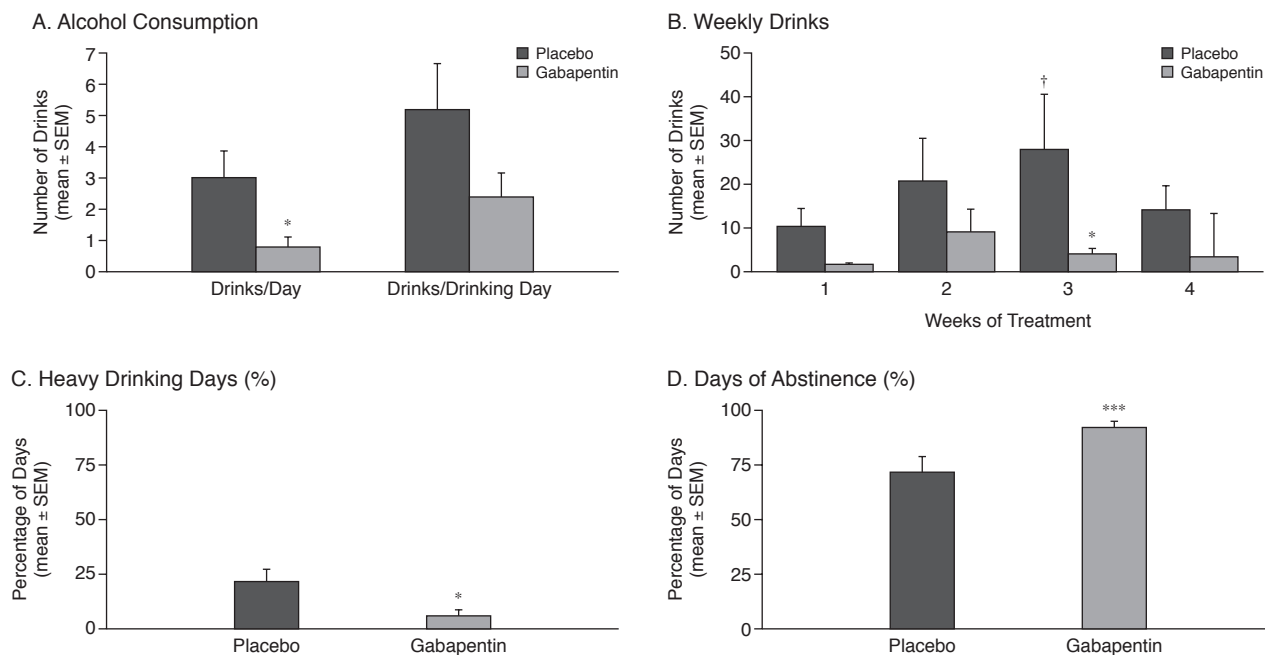 A. Alcohol Consumption
Number of Drinks
(mean ± SEM)
7
6
5
4
3
2
1
0
Placebo
Gabapentin
*
Drinks/Day
Drinks/Drinking Day
B. Weekly Drinks
Number of Drinks
(mean ± SEM)
50
40
30
20
10
0
Placebo
Gabapentin
†
*
1
2
3
4
Weeks of Treatment
C. Heavy Drinking Days (%)
Percentage of Days
(mean ± SEM)
100
75
50
25
0
*
Placebo
Gabapentin
D. Days of Abstinence (%)
Percentage of Days
(mean ± SEM)
100
75
50
25
0
***
Placebo
Gabapentin